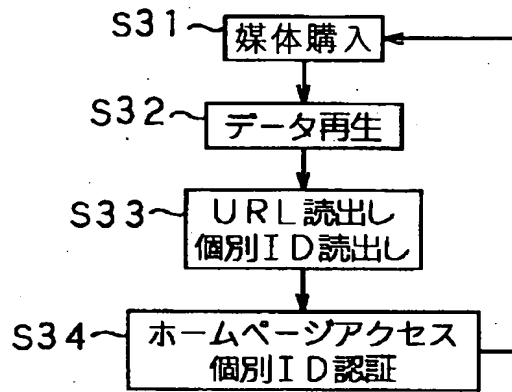 S31 媒体購入
S32 データ再生
S33 URL読出し
個別ID読出し
S34 ホームページアクセス
個別ID認証